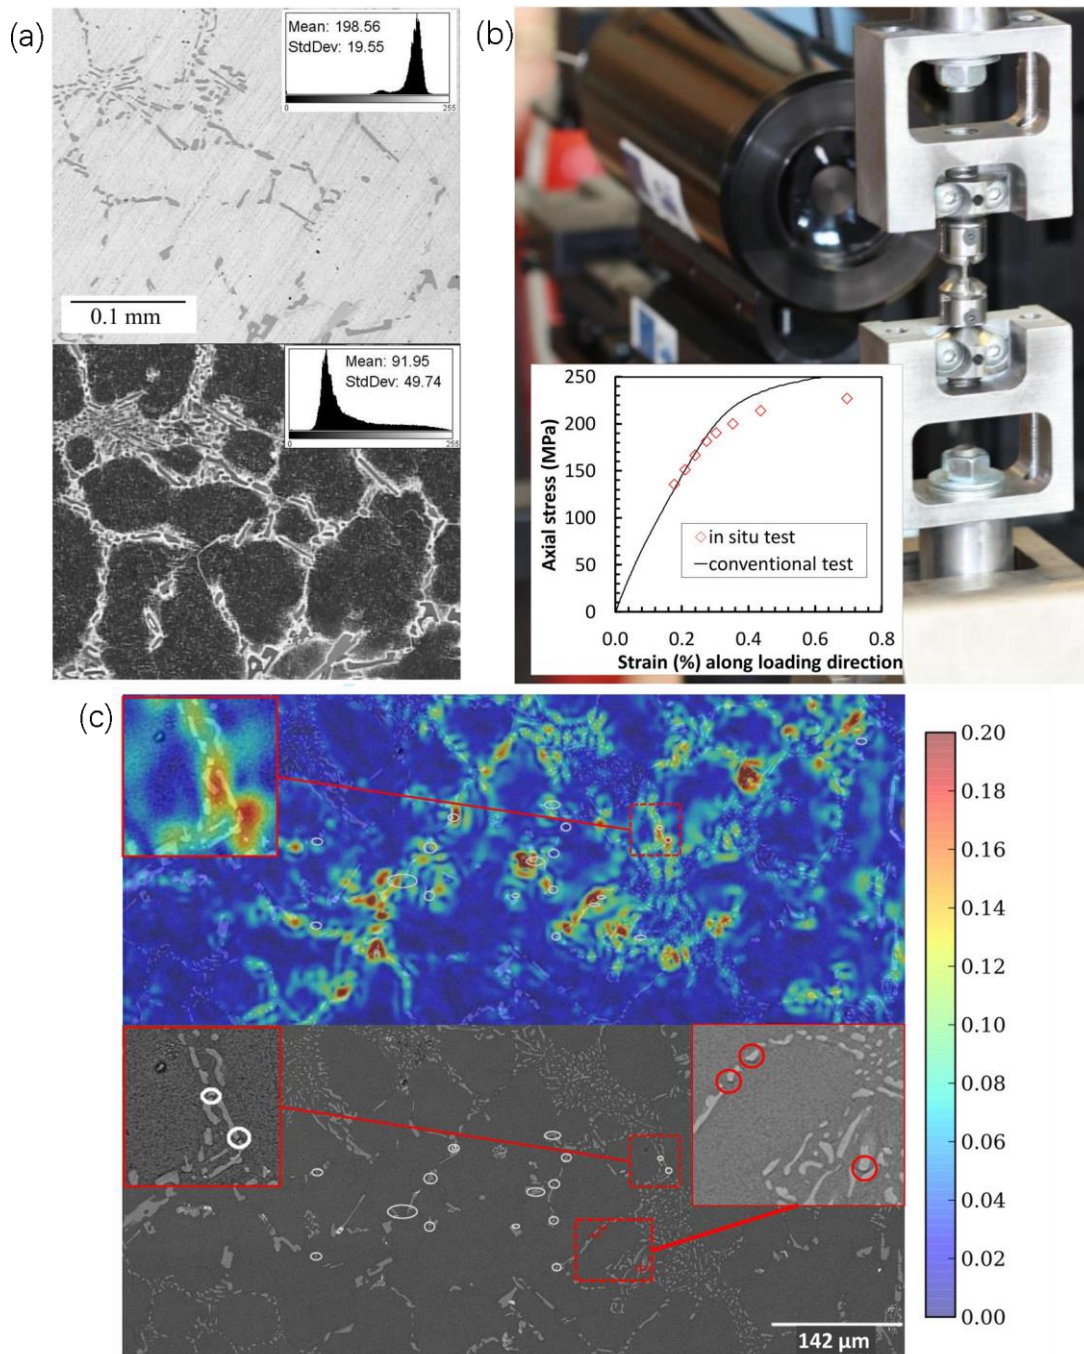 (a)
Mean: 198.56
StdDev: 19.55
0 255
0.1 mm
Mean: 91.95
StdDev: 49.74
0 255
(b)
250
200
150
100
50
0
Axial stress (MPa)
in situ test
conventional test
0.0 0.2 0.4 0.6 0.8
Strain (%) along loading direction
(c)
0.20
0.18
0.16
0.14
0.12
0.10
0.08
0.06
0.04
0.02
0.00
142 μm